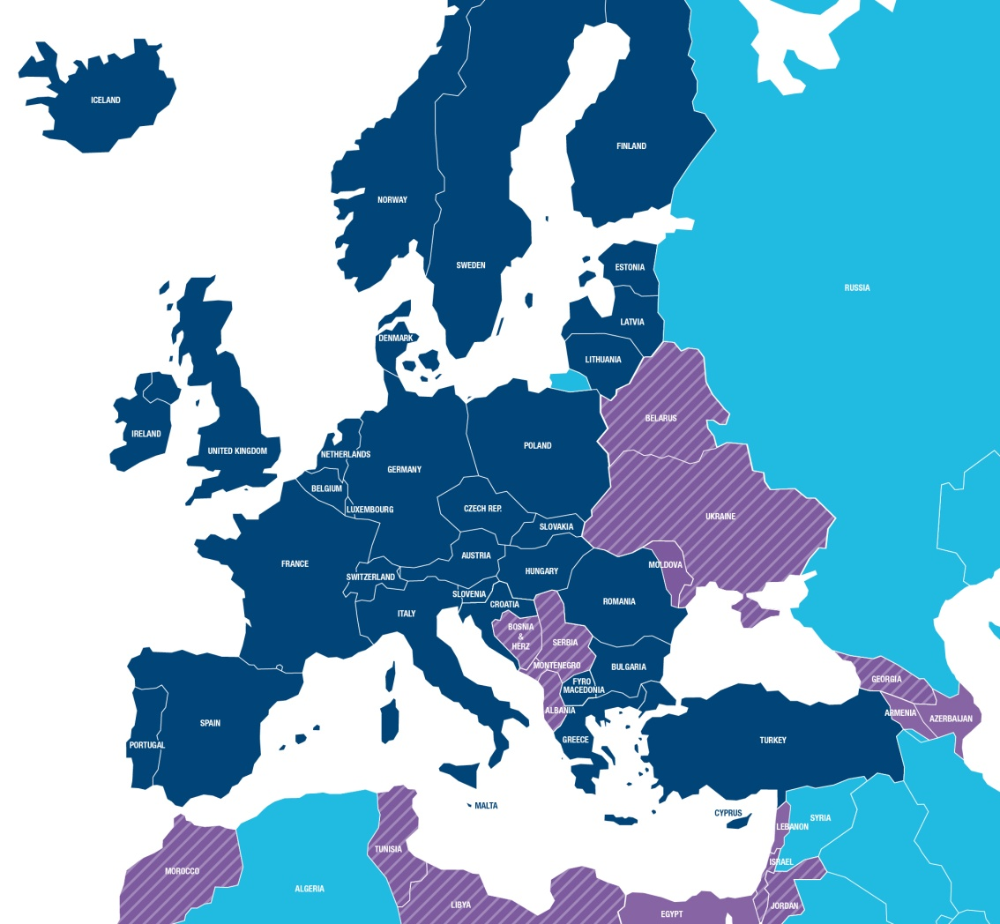 ICELAND
FINLAND
NORWAY
SWEDEN
ESTONIA
RUSSIA
LATVIA
DENMARK
LITHUANIA
BELARUS
IRELAND
UNITED KINGDOM
NETHERLANDS
POLAND
GERMANY
BELGIUM
LUXEMBOURG
CZECH REP.
UKRAINE
SLOVAKIA
AUSTRIA
FRANCE
MOLDOVA
HUNGARY
SWITZERLAND
SLOVENIA
ROMANIA
CROATIA
ITALY
BOSNIA
&
HERZ
SERBIA
MONTENEGRO
BULGARIA
GEORGIA
FYRO
MACEDONIA
ALBANIA
ARMENIA
AZERBAIJAN
SPAIN
GREECE
TURKEY
PORTUGAL
MALTA
CYPRUS
SYRIA
LEBANON
TUNISIA
ISRAEL
MOROCCO
ALGERIA
LIBYA
JORDAN
EGYPT